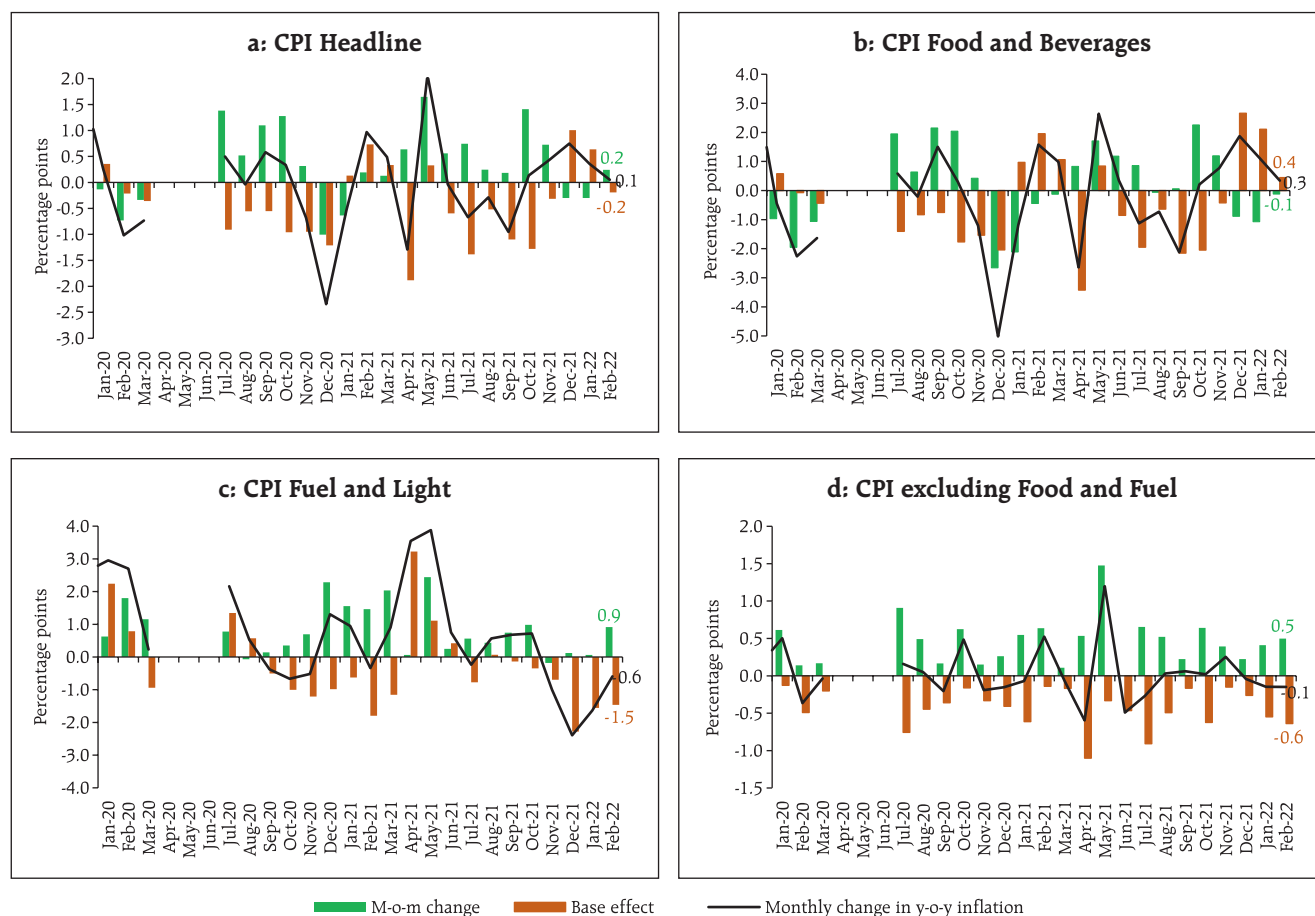 a: CPI Headline
Percentage points
2.0
1.5
1.0
0.5
0.0
-0.5
-1.0
-1.5
-2.0
-2.5
-3.0
0.2
0.1
-0.2
Jan-20
Feb-20
Mar-20
Apr-20
May-20
Jun-20
Jul-20
Aug-20
Sep-20
Oct-20
Nov-20
Dec-20
Jan-21
Feb-21
Mar-21
Apr-21
May-21
Jun-21
Jul-21
Aug-21
Sep-21
Oct-21
Nov-21
Dec-21
Jan-22
Feb-22
b: CPI Food and Beverages
Percentage points
4.0
3.0
2.0
1.0
0.0
-1.0
-2.0
-3.0
-4.0
-5.0
0.4
0.3
-0.1
Jan-20
Feb-20
Mar-20
Apr-20
May-20
Jun-20
Jul-20
Aug-20
Sep-20
Oct-20
Nov-20
Dec-20
Jan-21
Feb-21
Mar-21
Apr-21
May-21
Jun-21
Jul-21
Aug-21
Sep-21
Oct-21
Nov-21
Dec-21
Jan-22
Feb-22
c: CPI Fuel and Light
Percentage points
4.0
3.0
2.0
1.0
0.0
-1.0
-2.0
-3.0
-4.0
0.9
-0.6
-1.5
Jan-20
Feb-20
Mar-20
Apr-20
May-20
Jun-20
Jul-20
Aug-20
Sep-20
Oct-20
Nov-20
Dec-20
Jan-21
Feb-21
Mar-21
Apr-21
May-21
Jun-21
Jul-21
Aug-21
Sep-21
Oct-21
Nov-21
Dec-21
Jan-22
Feb-22
d: CPI excluding Food and Fuel
Percentage points
2.0
1.5
1.0
0.5
0.0
-0.5
-1.0
-1.5
0.5
-0.1
-0.6
Jan-20
Feb-20
Mar-20
Apr-20
May-20
Jun-20
Jul-20
Aug-20
Sep-20
Oct-20
Nov-20
Dec-20
Jan-21
Feb-21
Mar-21
Apr-21
May-21
Jun-21
Jul-21
Aug-21
Sep-21
Oct-21
Nov-21
Dec-21
Jan-22
Feb-22
M-o-m change
Base effect
Monthly change in y-o-y inflation